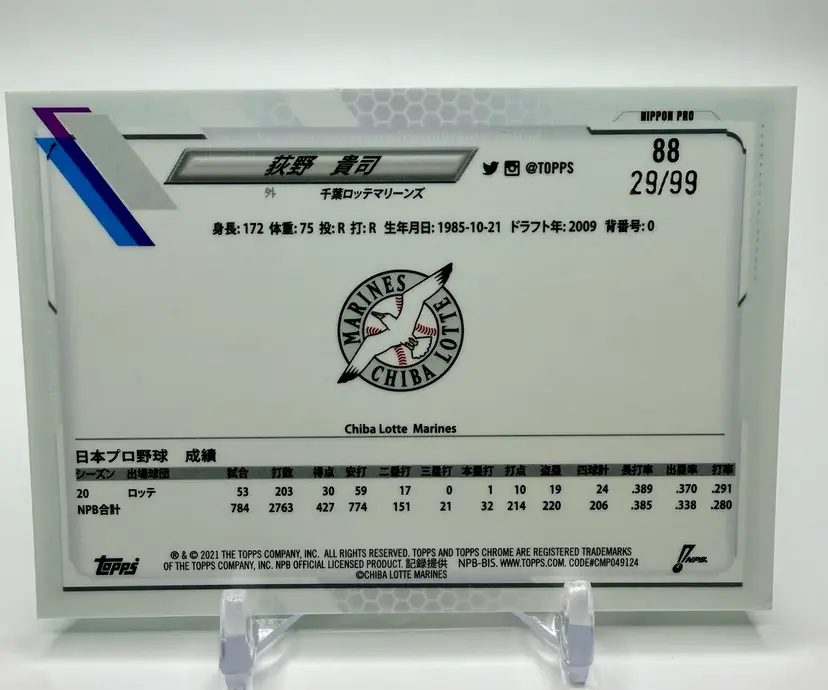 NIPPON PRO
荻野 貴司
@TOPPS
88
外
千葉ロッテマリーンズ
29/99
身長: 172 体重: 75 投: R 打: R 生年月日: 1985-10-21 ドラフト年: 2009 背番号: 0
MARINES
CHIBA LOTTE
Chiba Lotte Marines
日本プロ野球 成績
シーズン 出場球団 試合 打数 得点 安打 二塁打 三塁打 本塁打 打点 盗塁 四球計 長打率 出塁率 打率
20 ロッテ 53 203 30 59 17 0 1 10 19 24 .389 .370 .291
NPB合計 784 2763 427 774 151 21 32 214 220 206 .385 .338 .280
topps
® & © 2021 THE TOPPS COMPANY, INC. ALL RIGHTS RESERVED. TOPPS AND TOPPS CHROME ARE REGISTERED TRADEMARKS
OF THE TOPPS COMPANY, INC. NPB OFFICIAL LICENSED PRODUCT. 記録提供 NPB-BIS. WWW.TOPPS.COM. CODE#CMP049124
©CHIBA LOTTE MARINES
NPB.